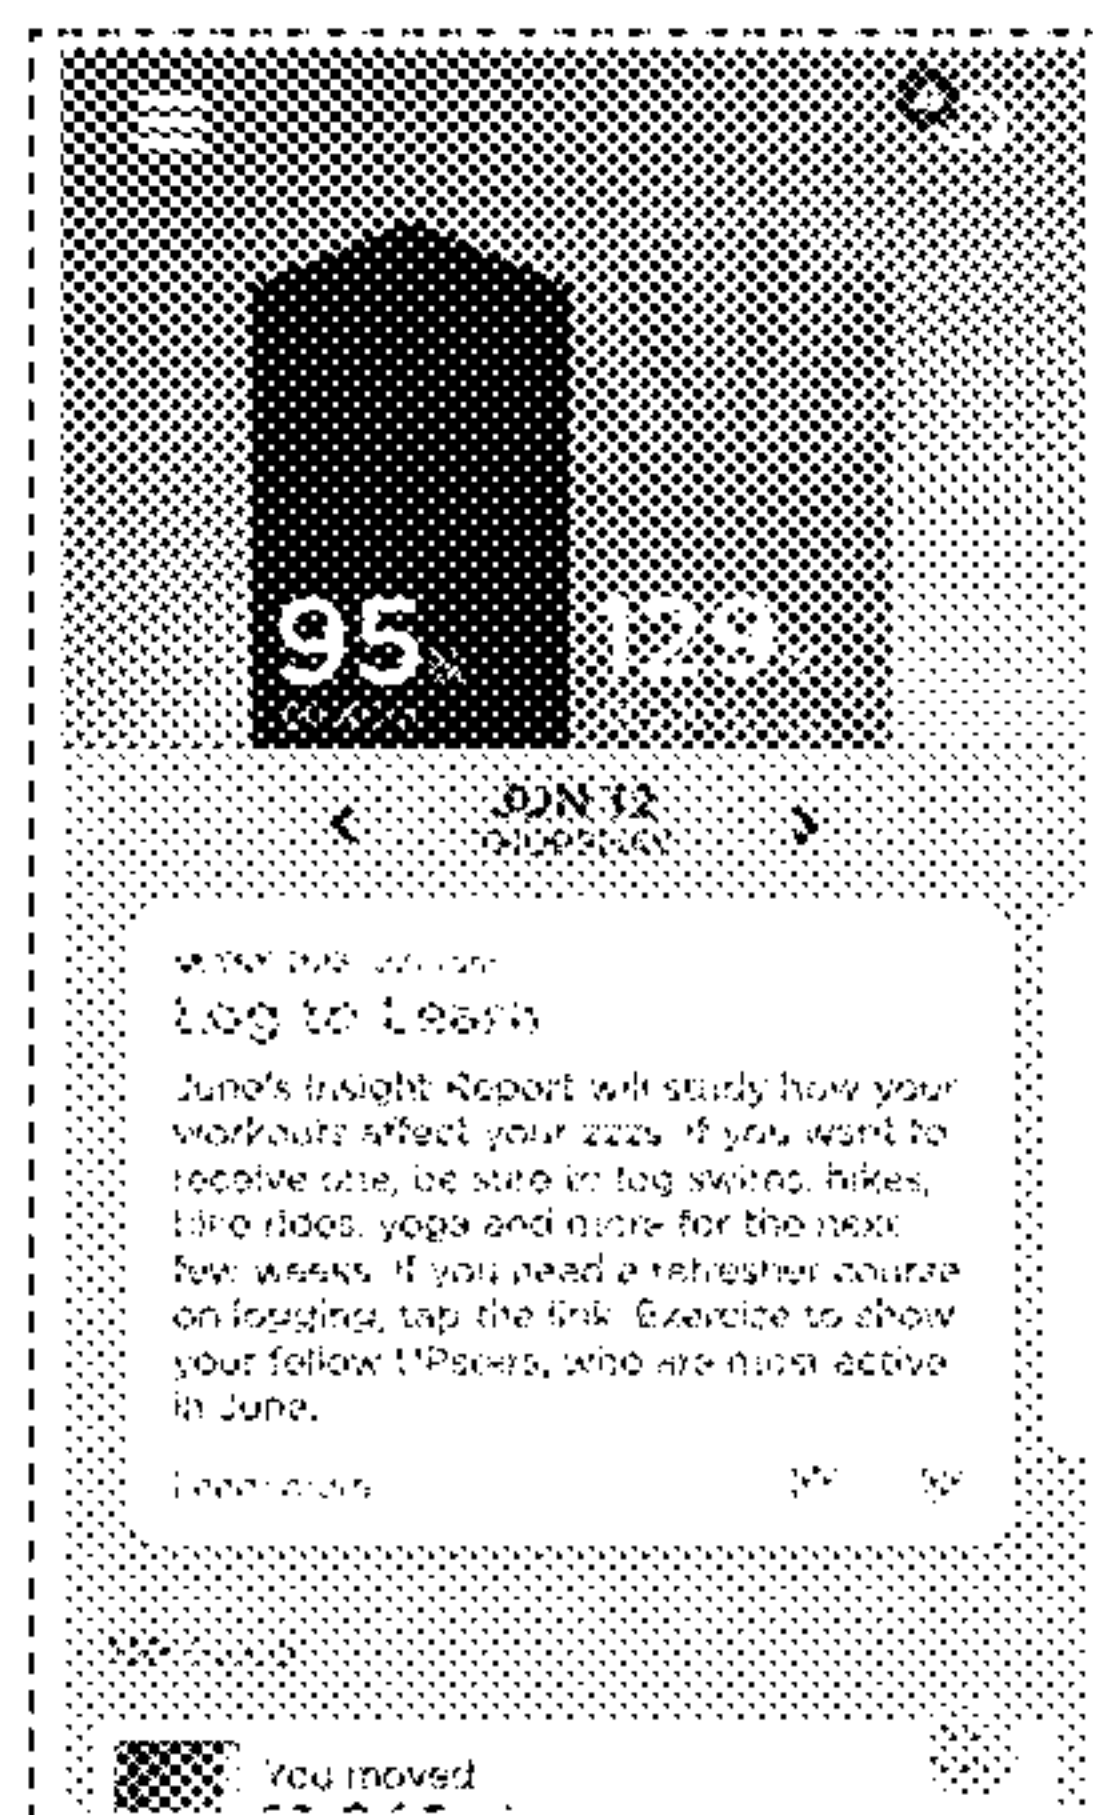 95 129
JUN 12
THURSDAY
Log to Learn
June's Insight Report will study how your
workouts affect your zzzs. If you want to
receive one, be sure to log swims, hikes,
bike rides, yoga and more for the next
few weeks. If you need a refresher course
on logging, tap the link. Exercise to show
your fellow UPsters, who are most active
in June.
Learn more
You moved